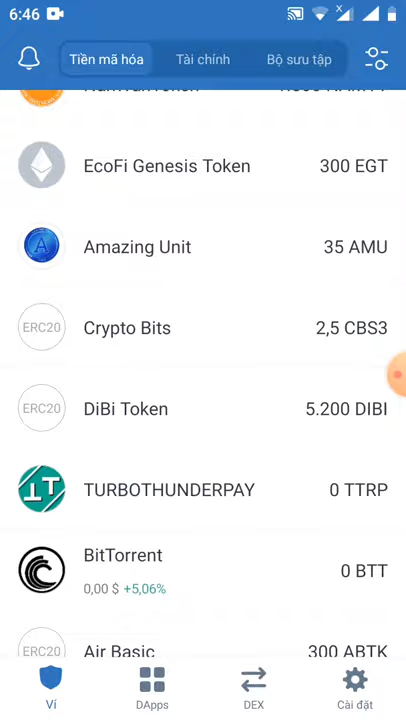 6:46
Tiền mã hóa
Tài chính
Bộ sưu tập
EcoFi Genesis Token
300 EGT
A
Amazing Unit
35 AMU
ERC20
Crypto Bits
2,5 CBS3
ERC20
DiBi Token
5.200 DIBI
TT
TURBOTHUNDERPAY
0 TTRP
BitTorrent
0,00 $ +5,06%
0 BTT
ERC20
Air Basic
300 ABTK
Ví
DApps
DEX
Cài đặt